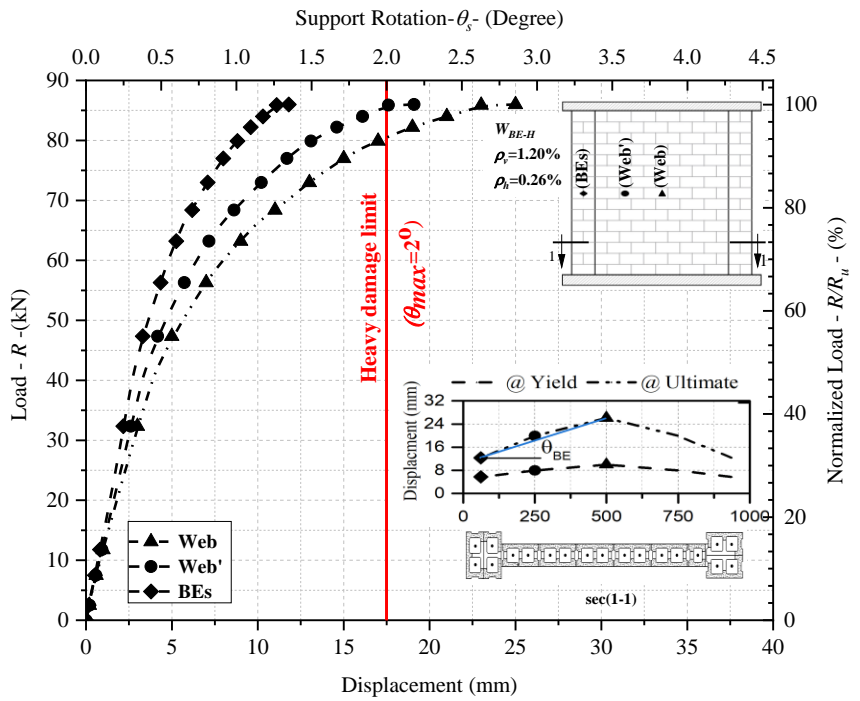 Support Rotation-θs- (Degree)
0.0 0.5 1.0 1.5 2.0 2.5 3.0 3.5 4.0 4.5
90
80
70
60
50
40
30
20
10
0
Load - R -(kN)
0 5 10 15 20 25 30 35 40
Displacement (mm)
100
80
60
40
20
0
Normalized Load - R/Ru - (%)
Heavy damage limit
(θmax=2⁰)
WBE-H
ρv=1.20%
ρh=0.26%
(BEs)
(Web')
(Web)
1 1
@ Yield @ Ultimate
32
24
16
8
0
Displacment (mm)
θBE
0 250 500 750 1000
Web
Web'
BEs
sec(1-1)